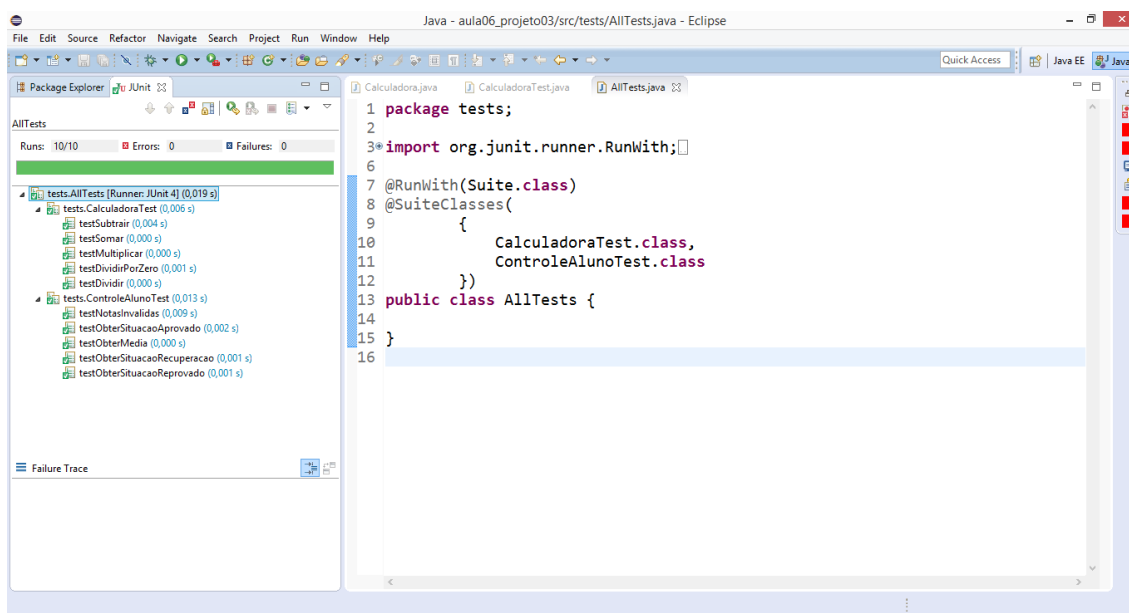 Java - aula06_projeto03/src/tests/AllTests.java - Eclipse
File Edit Source Refactor Navigate Search Project Run Window Help
Quick Access Java EE Java
Package Explorer JUnit
AllTests
Runs: 10/10 Errors: 0 Failures: 0
tests.AllTests [Runner: JUnit 4] (0,019 s)
tests.CalculadoraTest (0,006 s)
testSubtrair (0,004 s)
testSomar (0,000 s)
testMultiplicar (0,000 s)
testDividirPorZero (0,001 s)
testDividir (0,000 s)
tests.ControleAlunoTest (0,013 s)
testNotasInvalidas (0,009 s)
testObterSituacaoAprovado (0,002 s)
testObterMedia (0,000 s)
testObterSituacaoRecuperacao (0,001 s)
testObterSituacaoReprovado (0,001 s)
Failure Trace
Calculadora.java CalculadoraTest.java AllTests.java
1 package tests;
2
3 import org.junit.runner.RunWith;
6
7 @RunWith(Suite.class)
8 @SuiteClasses(
9 {
10 CalculadoraTest.class,
11 ControleAlunoTest.class
12 })
13 public class AllTests {
14
15 }
16